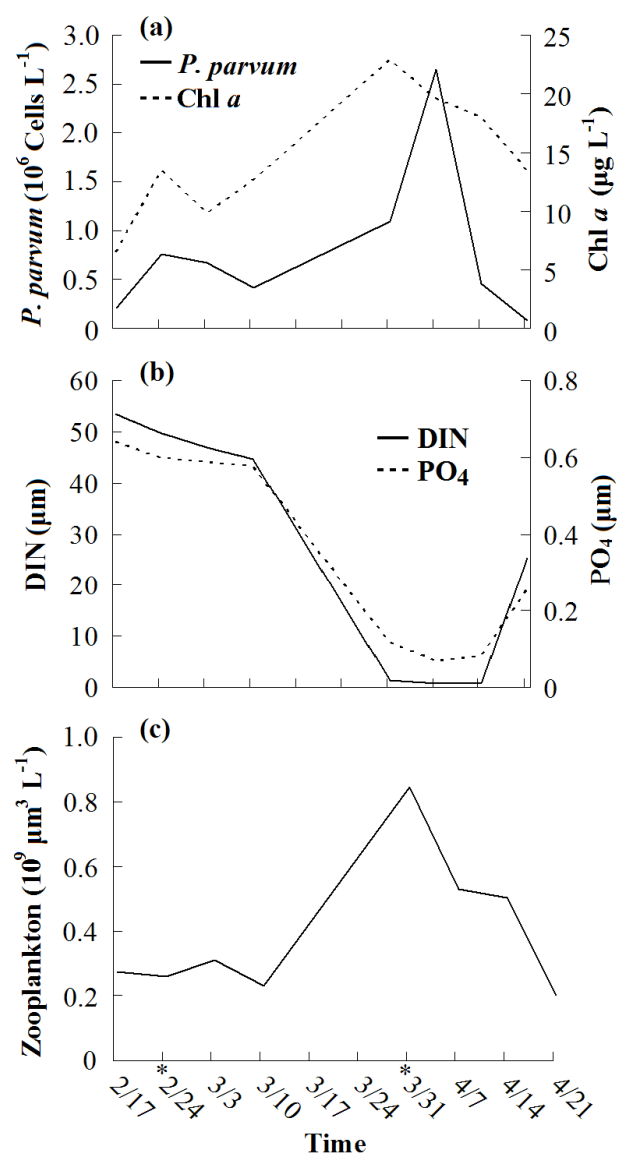 (a)
P. parvum
Chl a
3.0
2.5
2.0
1.5
1.0
0.5
0
P. parvum (10⁶ Cells L⁻¹)
25
20
15
10
5
0
Chl a (µg L⁻¹)
(b)
DIN
PO₄
60
50
40
30
20
10
0
DIN (µm)
0.8
0.6
0.4
0.2
0
PO₄ (µm)
(c)
1.0
0.8
0.6
0.4
0.2
0
Zooplankton (10⁹ µm³ L⁻¹)
2/17 *2/24 3/3 3/10 3/17 3/24 *3/31 4/7 4/14 4/21
Time